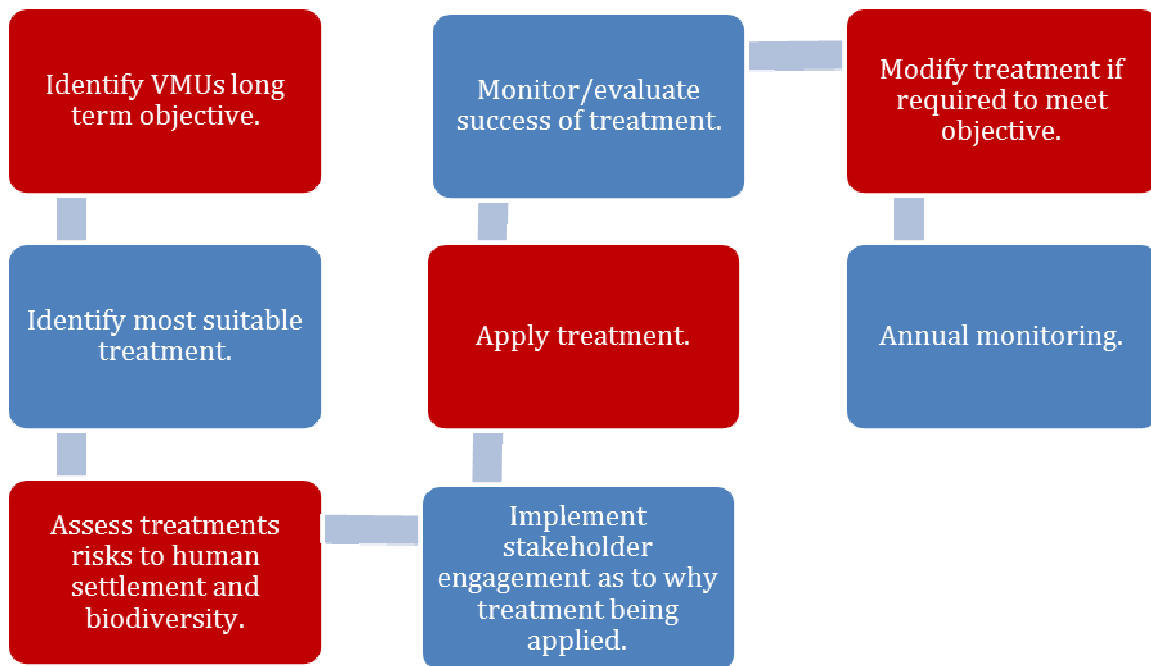 Identify VMUs long
term objective.
Identify most suitable
treatment.
Assess treatments
risks to human
settlement and
biodiversity.
Implement
stakeholder
engagement as to why
treatment being
applied.
Apply treatment.
Monitor/evaluate
success of treatment.
Modify treatment if
required to meet
objective.
Annual monitoring.